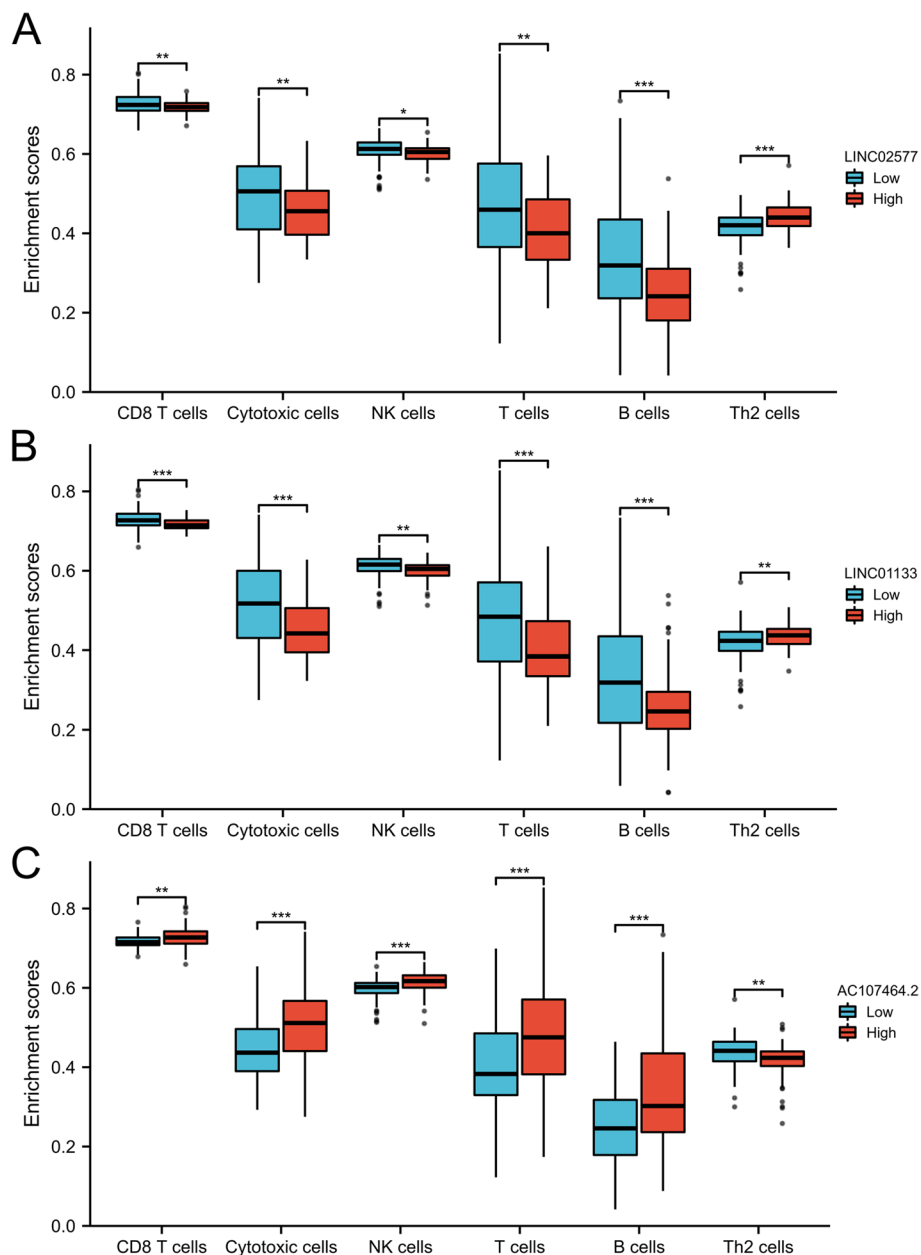 A
** ** * ** *** ***
0.8
0.6
0.4
0.2
0.0
Enrichment scores
CD8 T cells Cytotoxic cells NK cells T cells B cells Th2 cells
LINC02577
Low
High
B
*** *** ** *** *** **
0.8
0.6
0.4
0.2
0.0
Enrichment scores
CD8 T cells Cytotoxic cells NK cells T cells B cells Th2 cells
LINC01133
Low
High
C
** *** *** *** *** **
0.8
0.6
0.4
0.2
0.0
Enrichment scores
CD8 T cells Cytotoxic cells NK cells T cells B cells Th2 cells
AC107464.2
Low
High